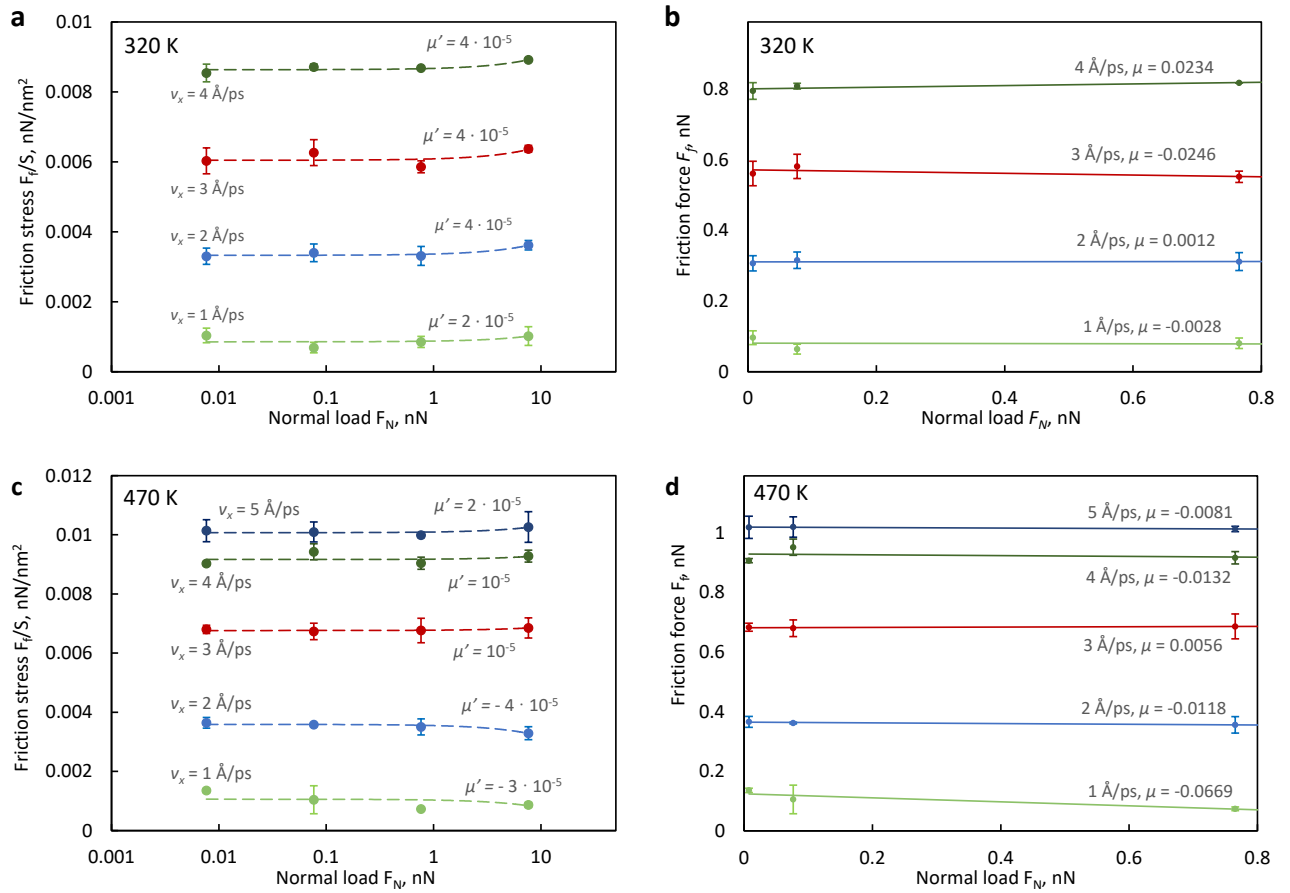 a
320 K
0.01
0.008
0.006
0.004
0.002
0
Friction stress Ff/S, nN/nm²
μ’ = 4 · 10⁻⁵
vₓ = 4 Å/ps
μ’ = 4 · 10⁻⁵
vₓ = 3 Å/ps
vₓ = 2 Å/ps
μ’ = 4 · 10⁻⁵
vₓ = 1 Å/ps
μ’ = 2 · 10⁻⁵
0.001 0.01 0.1 1 10
Normal load F_N, nN
b
320 K
0.8
0.6
0.4
0.2
0
Friction force Ff, nN
4 Å/ps, μ = 0.0234
3 Å/ps, μ = -0.0246
2 Å/ps, μ = 0.0012
1 Å/ps, μ = -0.0028
0 0.2 0.4 0.6 0.8
Normal load F_N, nN
c
470 K
0.012
0.01
0.008
0.006
0.004
0.002
0
Friction stress Ff/S, nN/nm²
vₓ = 5 Å/ps
μ’ = 2 · 10⁻⁵
vₓ = 4 Å/ps
μ’ = 10⁻⁵
vₓ = 3 Å/ps
μ’ = 10⁻⁵
vₓ = 2 Å/ps
μ’ = - 4 · 10⁻⁵
vₓ = 1 Å/ps
μ’ = - 3 · 10⁻⁵
0.001 0.01 0.1 1 10
Normal load F_N, nN
d
470 K
1
0.8
0.6
0.4
0.2
0
Friction force Ff, nN
5 Å/ps, μ = -0.0081
4 Å/ps, μ = -0.0132
3 Å/ps, μ = 0.0056
2 Å/ps, μ = -0.0118
1 Å/ps, μ = -0.0669
0 0.2 0.4 0.6 0.8
Normal load F_N, nN